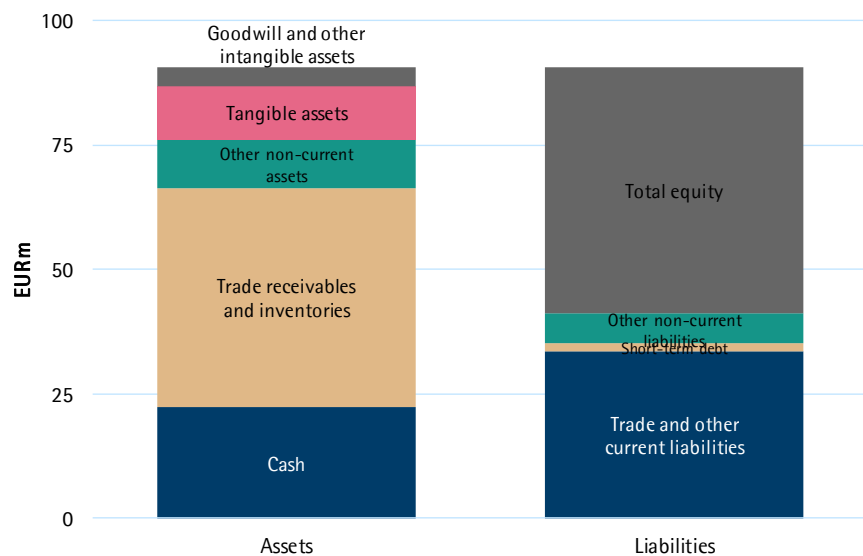 100
75
50
25
0
EURm
Goodwill and other
intangible assets
Tangible assets
Other non-current
assets
Trade receivables
and inventories
Cash
Total equity
Other non-current
liabilities
Short-term debt
Trade and other
current liabilities
Assets
Liabilities